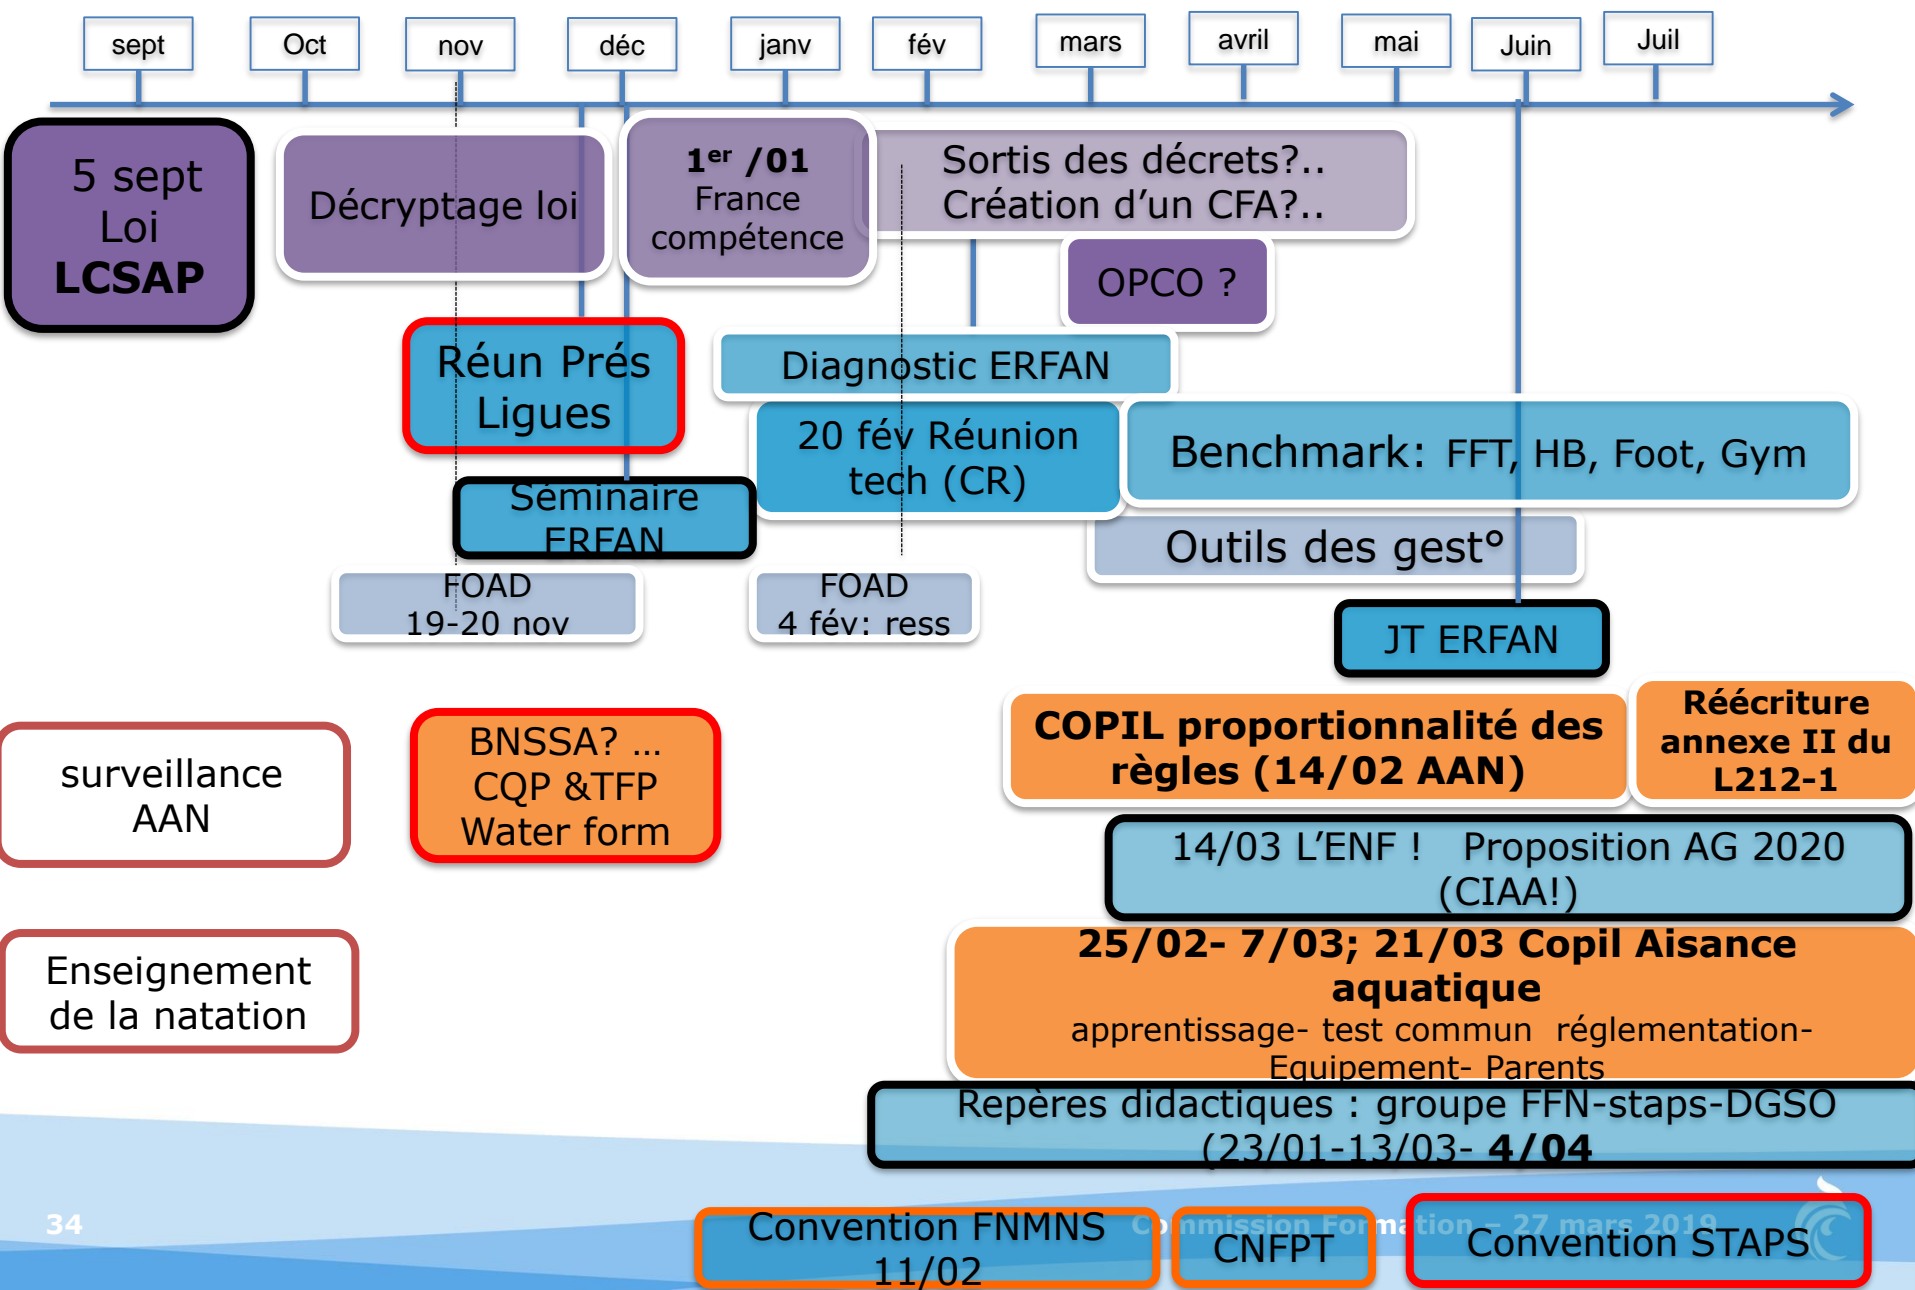 sept
Oct
nov
déc
janv
fév
mars
avril
mai
Juin
Juil
5 sept
Loi
LCSAP
Décryptage loi
1er /01
France
compétence
Sortis des décrets?..
Création d’un CFA?..
OPCO ?
Réun Prés
Ligues
Diagnostic ERFAN
20 fév Réunion
tech (CR)
Benchmark: FFT, HB, Foot, Gym
Séminaire
ERFAN
Outils des gest°
FOAD
19-20 nov
FOAD
4 fév: ress
JT ERFAN
surveillance
AAN
BNSSA? ...
CQP &TFP
Water form
COPIL proportionnalité des
règles (14/02 AAN)
Réécriture
annexe II du
L212-1
14/03 L’ENF !   Proposition AG 2020
(CIAA!)
Enseignement
de la natation
25/02- 7/03; 21/03 Copil Aisance
aquatique
apprentissage- test commun  réglementation-
Equipement- Parents
Repères didactiques : groupe FFN-staps-DGSO
(23/01-13/03- 4/04
34
Convention FNMNS
11/02
CNFPT
Commission Formation – 27 mars 2019
Convention STAPS